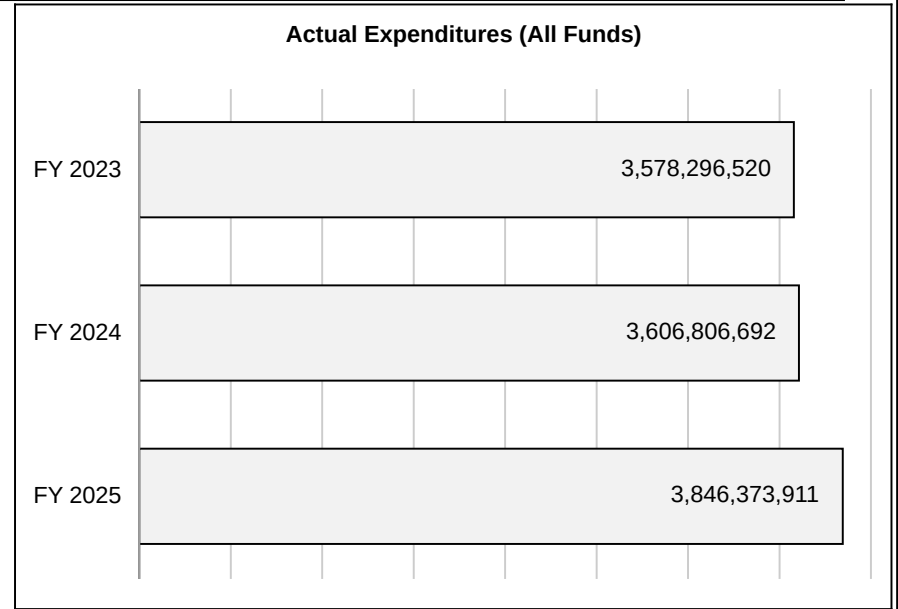 Actual Expenditures (All Funds)
FY 2023 3,578,296,520
FY 2024 3,606,806,692
FY 2025 3,846,373,911